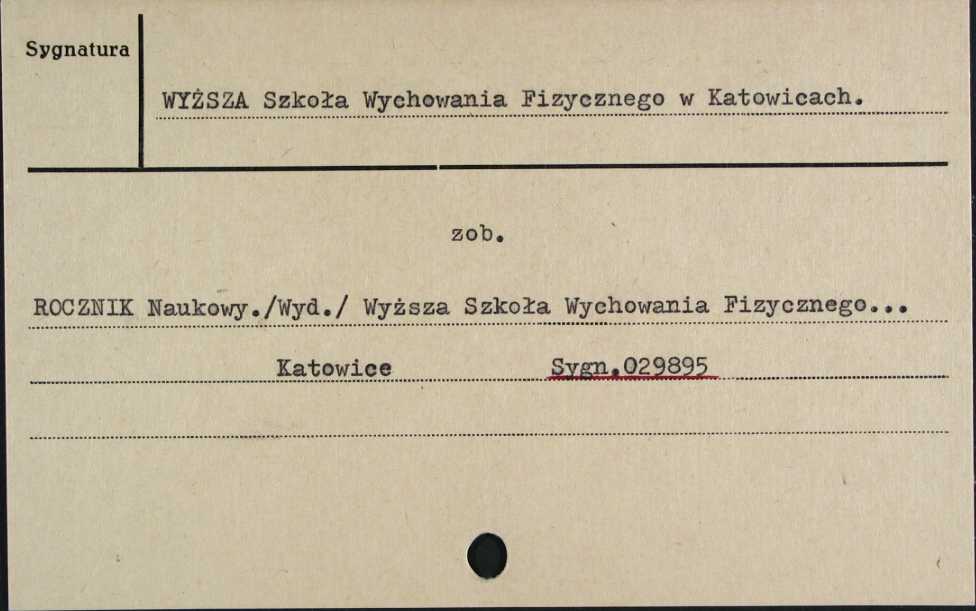 Sygnatura
WYŻSZA Szkoła Wychowania Fizycznego w Katowicach.
zob.
ROCZNIK Naukowy./Wyd./ Wyższa Szkoła Wychowania Fizycznego...
Katowice Sygn.029895